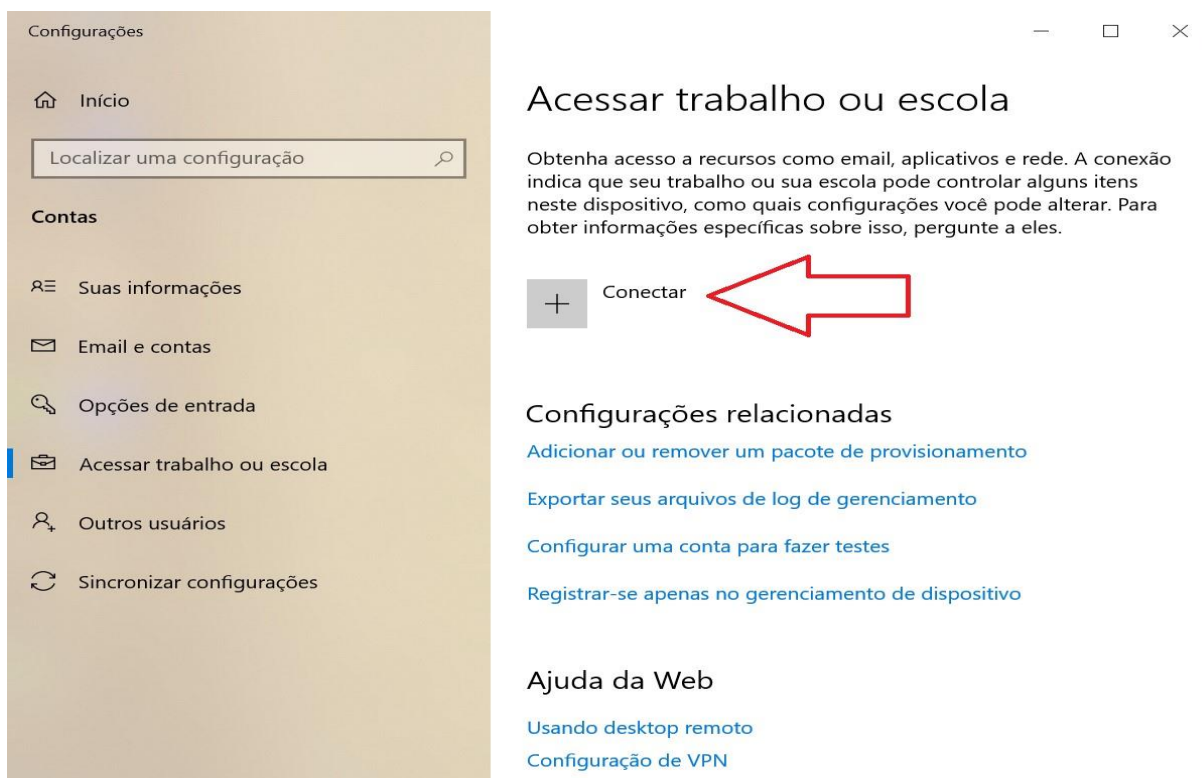 Configurações
Início
Localizar uma configuração
Contas
Suas informações
Email e contas
Opções de entrada
Acessar trabalho ou escola
Outros usuários
Sincronizar configurações
Acessar trabalho ou escola
Obtenha acesso a recursos como email, aplicativos e rede. A conexão
indica que seu trabalho ou sua escola pode controlar alguns itens
neste dispositivo, como quais configurações você pode alterar. Para
obter informações específicas sobre isso, pergunte a eles.
Conectar
Configurações relacionadas
Adicionar ou remover um pacote de provisionamento
Exportar seus arquivos de log de gerenciamento
Configurar uma conta para fazer testes
Registrar-se apenas no gerenciamento de dispositivo
Ajuda da Web
Usando desktop remoto
Configuração de VPN